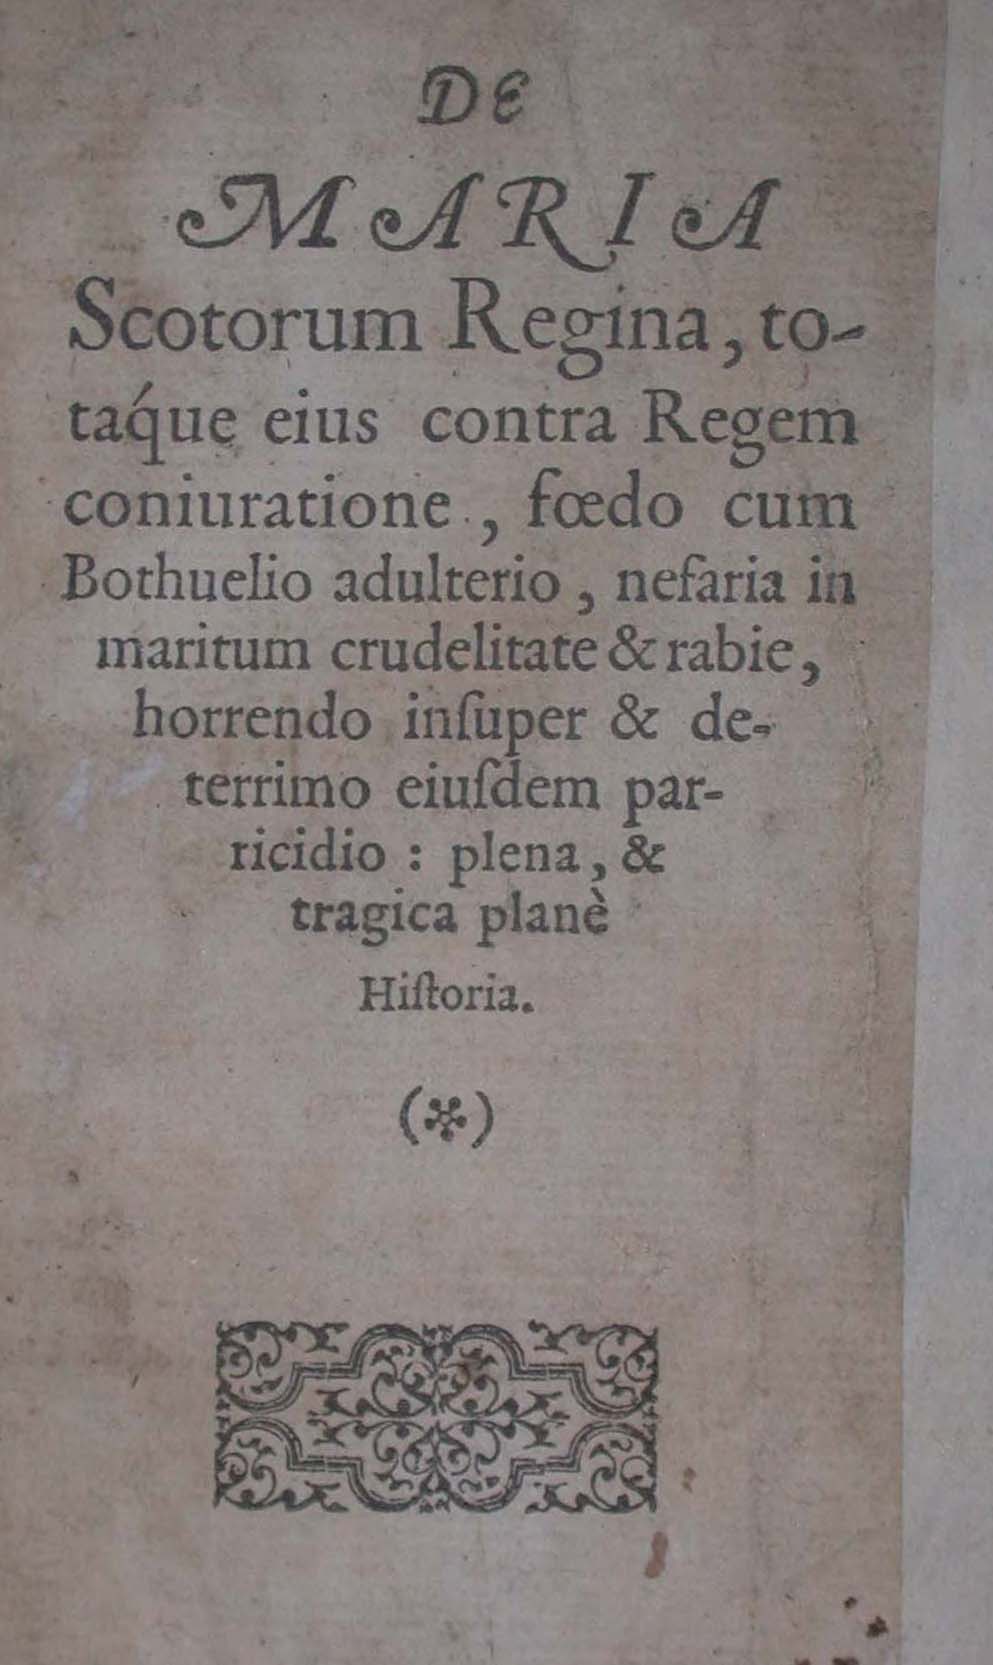 DE
MARIA
Scotorum Regina, to-
táque eius contra Regem
coniuratione, fœdo cum
Bothuelio adulterio, nefaria in
maritum crudelitate & rabie,
horrendo inſuper & de-
terrimo eiuſdem par-
ricidio : plena, &
tragica planè
Hiſtoria.
(*)